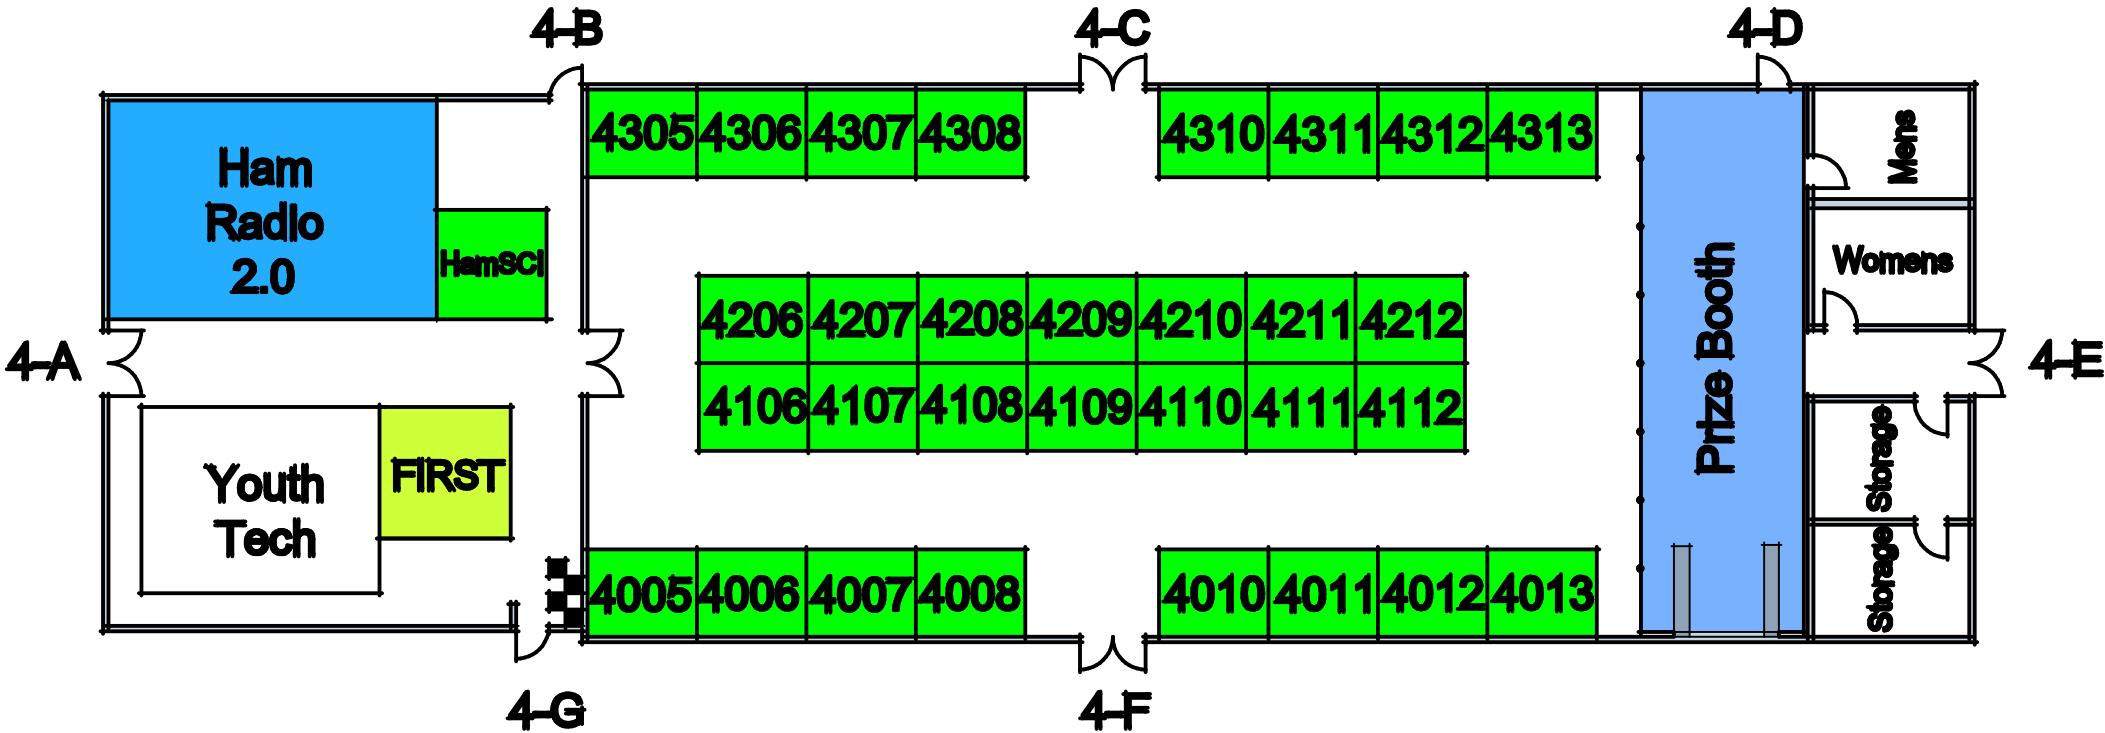 4-B
4-C
4-D
4305 4306 4307 4308 4310 4311 4312 4313
Ham
Radio
2.0
HamSCI
Mens
Womens
4206 4207 4208 4209 4210 4211 4212
4106 4107 4108 4109 4110 4111 4112
Prize Booth
4-A
4-E
Youth
Tech
FIRST
Storage
Storage
4005 4006 4007 4008 4010 4011 4012 4013
4-G
4-F